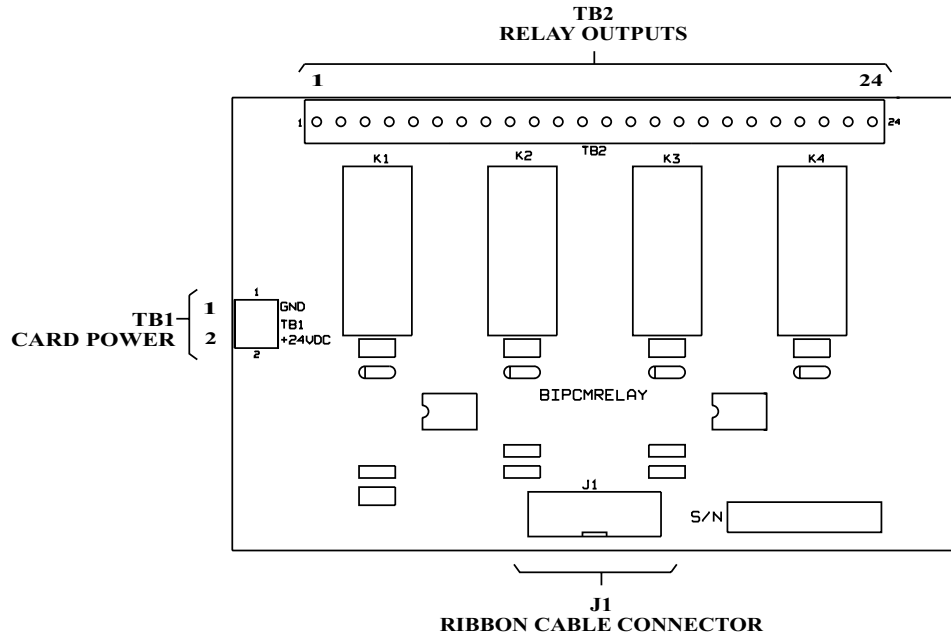 TB2
RELAY OUTPUTS
1 24
1 24
TB2
K1 K2 K3 K4
1
TB1 1 GND
TB1
CARD POWER 2 +24VDC
2
BIPCMRELAY
J1
S/N
J1
RIBBON CABLE CONNECTOR